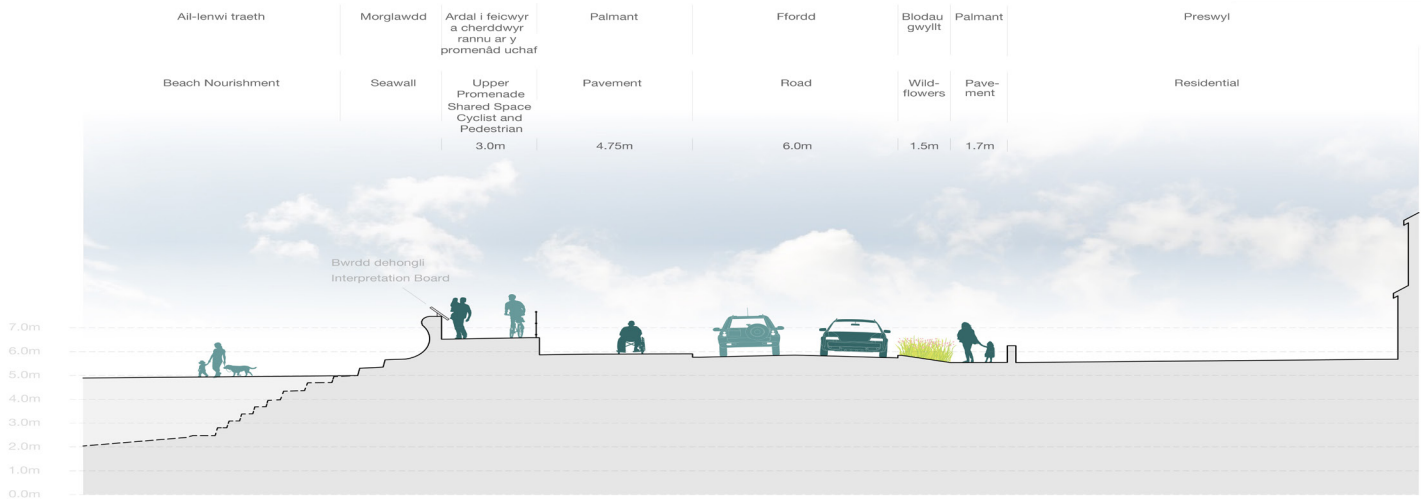 Ail-lenwi traeth
Morglawdd
Ardal i feicwyr
a cherddwyr
rannu ar y
promenâd uchaf
Palmant
Ffordd
Blodau
gwyllt
Palmant
Preswyl
Beach Nourishment
Seawall
Upper
Promenade
Shared Space
Cyclist and
Pedestrian
Pavement
Road
Wild-
flowers
Pave-
ment
Residential
3.0m
4.75m
6.0m
1.5m
1.7m
Bwrdd dehongli
Interpretation Board
7.0m
6.0m
5.0m
4.0m
3.0m
2.0m
1.0m
0.0m